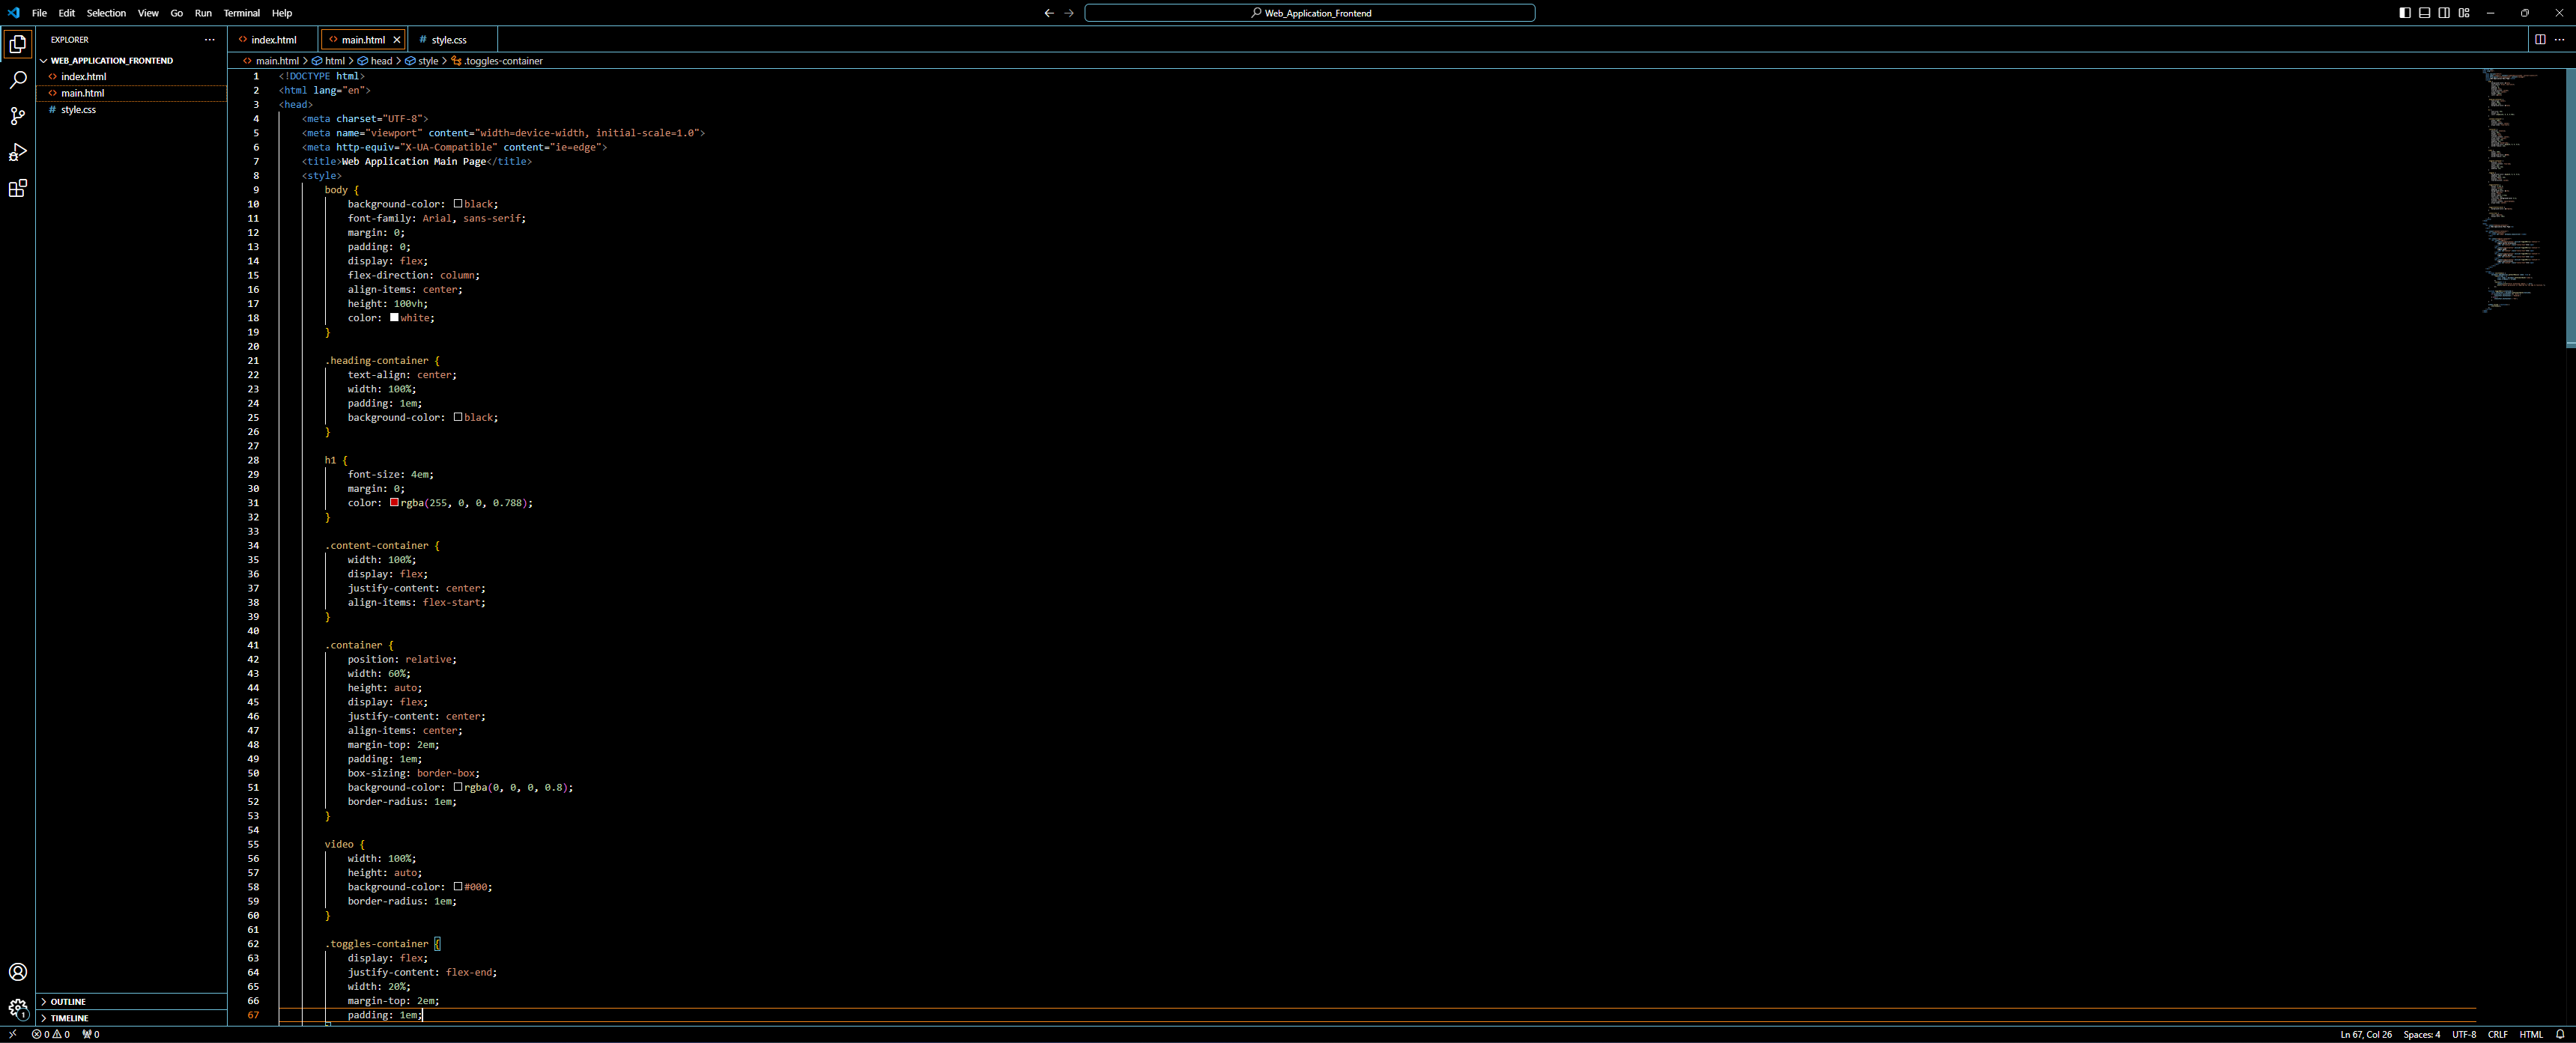 File Edit Selection View Go Run Terminal Help
Web_Application_Frontend
EXPLORER
WEB_APPLICATION_FRONTEND
index.html
main.html
style.css
OUTLINE
TIMELINE
index.html main.html style.css
main.html > html > head > style > .toggles-container
1 <!DOCTYPE html>
2 <html lang="en">
3 <head>
4 <meta charset="UTF-8">
5 <meta name="viewport" content="width=device-width, initial-scale=1.0">
6 <meta http-equiv="X-UA-Compatible" content="ie=edge">
7 <title>Web Application Main Page</title>
8 <style>
9 body {
10 background-color: black;
11 font-family: Arial, sans-serif;
12 margin: 0;
13 padding: 0;
14 display: flex;
15 flex-direction: column;
16 align-items: center;
17 height: 100vh;
18 color: white;
19 }
20
21 .heading-container {
22 text-align: center;
23 width: 100%;
24 padding: 1em;
25 background-color: black;
26 }
27
28 h1 {
29 font-size: 4em;
30 margin: 0;
31 color: rgba(255, 0, 0, 0.788);
32 }
33
34 .content-container {
35 width: 100%;
36 display: flex;
37 justify-content: center;
38 align-items: flex-start;
39 }
40
41 .container {
42 position: relative;
43 width: 60%;
44 height: auto;
45 display: flex;
46 justify-content: center;
47 align-items: center;
48 margin-top: 2em;
49 padding: 1em;
50 box-sizing: border-box;
51 background-color: rgba(0, 0, 0, 0.8);
52 border-radius: 1em;
53 }
54
55 video {
56 width: 100%;
57 height: auto;
58 background-color: #000;
59 border-radius: 1em;
60 }
61
62 .toggles-container {
63 display: flex;
64 justify-content: flex-end;
65 width: 20%;
66 margin-top: 2em;
67 padding: 1em;
0 0 0 Ln 67, Col 26 Spaces: 4 UTF-8 CRLF HTML